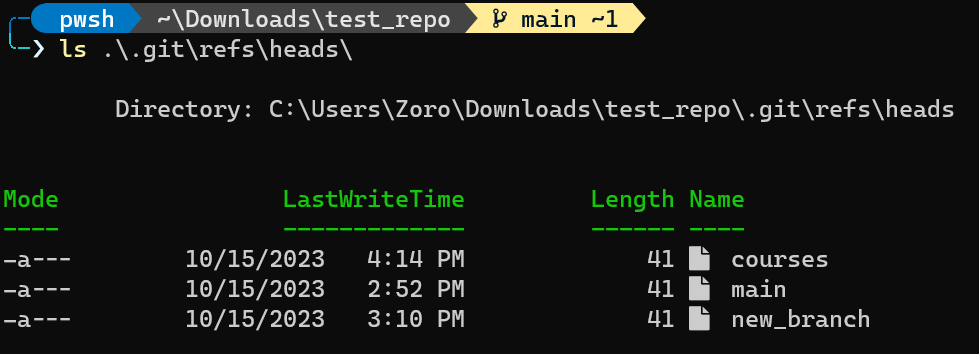 pwsh ~\Downloads\test_repo main ~1
❯ ls .\.git\refs\heads\
Directory: C:\Users\Zoro\Downloads\test_repo\.git\refs\heads
Mode LastWriteTime Length Name
---- ------------- ------ ----
-a--- 10/15/2023 4:14 PM 41 courses
-a--- 10/15/2023 2:52 PM 41 main
-a--- 10/15/2023 3:10 PM 41 new_branch